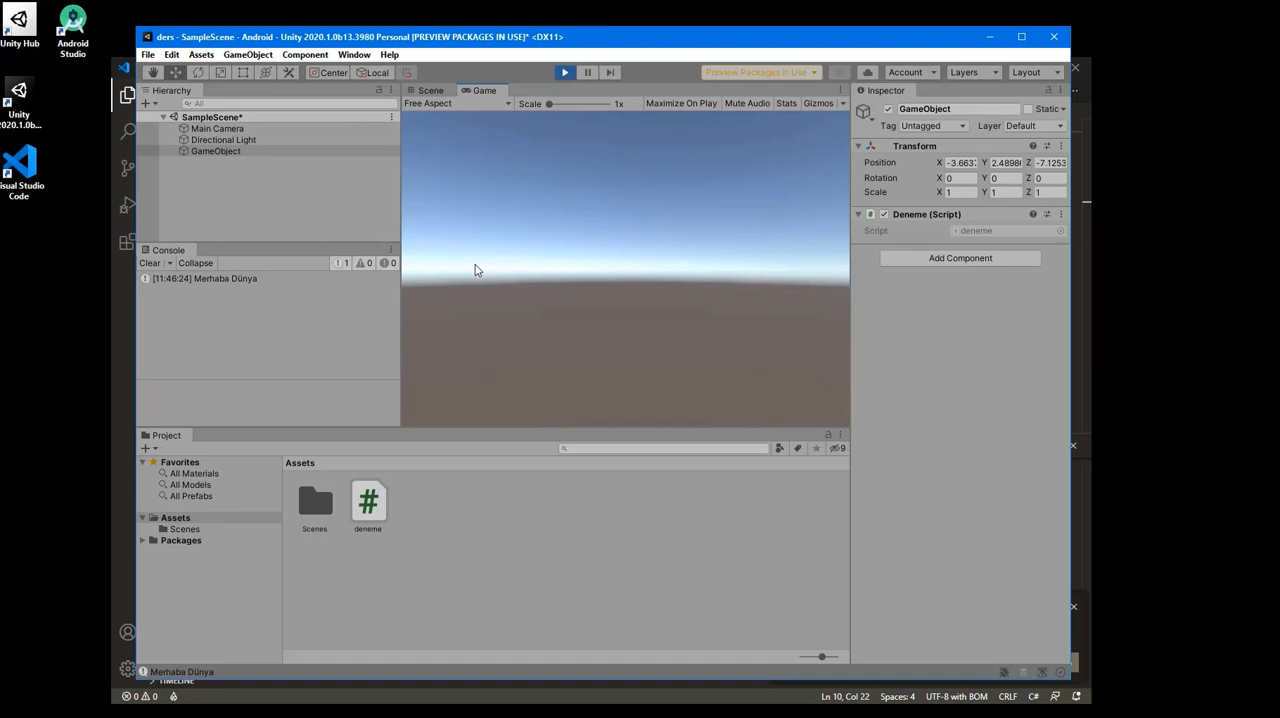 Unity Hub
Android
Studio
Unity
2020.1.0b...
isual Studio
Code
ders - SampleScene - Android - Unity 2020.1.0b13.3980 Personal [PREVIEW PACKAGES IN USE]* <DX11>
File Edit Assets GameObject Component Window Help
Center Local Preview Packages in Use Account Layers Layout
Hierarchy
All
SampleScene*
Main Camera
Directional Light
GameObject
Console
Clear Collapse 1 0 0
[11:46:24] Merhaba Dünya
Scene Game
Free Aspect Scale 1x Maximize On Play Mute Audio Stats Gizmos
Inspector
GameObject Static
Tag Untagged Layer Default
Transform
Position X -3.663 Y 2.4898 Z -7.1253
Rotation X 0 Y 0 Z 0
Scale X 1 Y 1 Z 1
Deneme (Script)
Script deneme
Add Component
Project
9
Favorites
All Materials
All Models
All Prefabs
Assets
Scenes
Packages
Assets
Scenes
deneme
Merhaba Dünya
TIMELINE
0 0 Ln 10, Col 22 Spaces: 4 UTF-8 with BOM CRLF C#